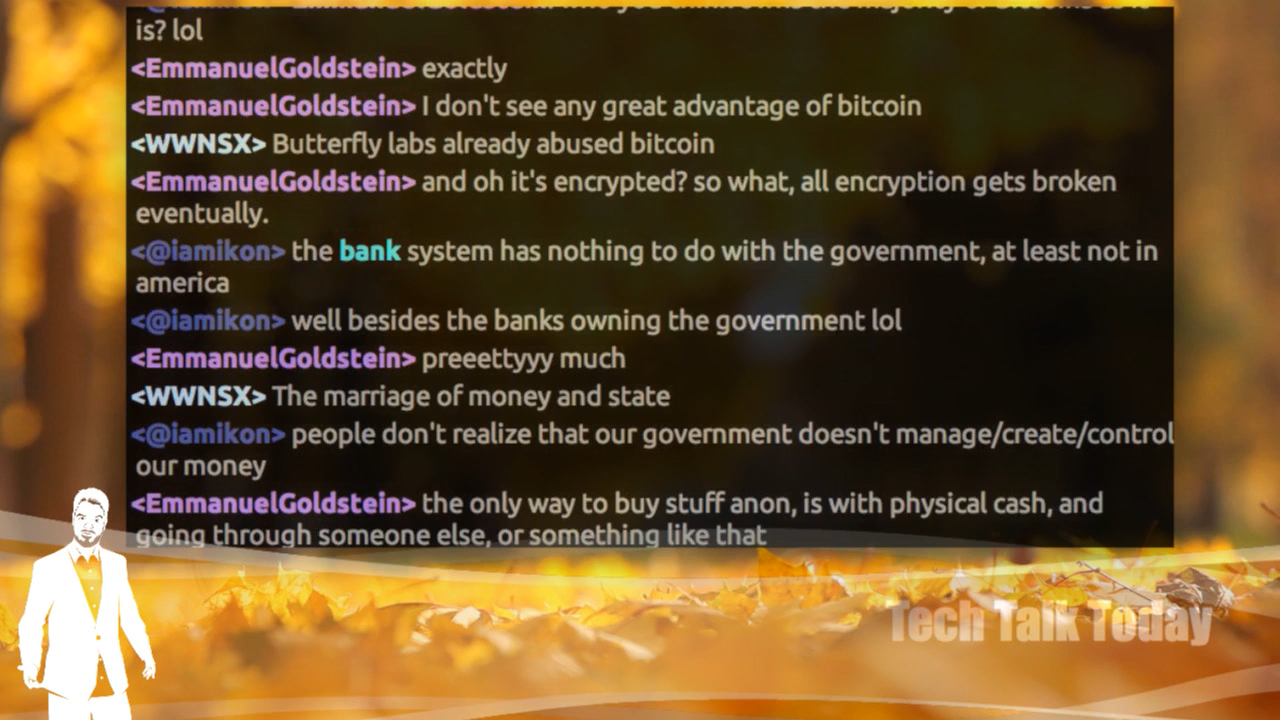 is? lol
<EmmanuelGoldstein> exactly
<EmmanuelGoldstein> I don't see any great advantage of bitcoin
<WWNSX> Butterfly labs already abused bitcoin
<EmmanuelGoldstein> and oh it's encrypted? so what, all encryption gets broken
eventually.
<@iamikon> the bank system has nothing to do with the government, at least not in
america
<@iamikon> well besides the banks owning the government lol
<EmmanuelGoldstein> preeettyyy much
<WWNSX> The marriage of money and state
<@iamikon> people don't realize that our government doesn't manage/create/control
our money
<EmmanuelGoldstein> the only way to buy stuff anon, is with physical cash, and
going through someone else, or something like that
Tech Talk Today